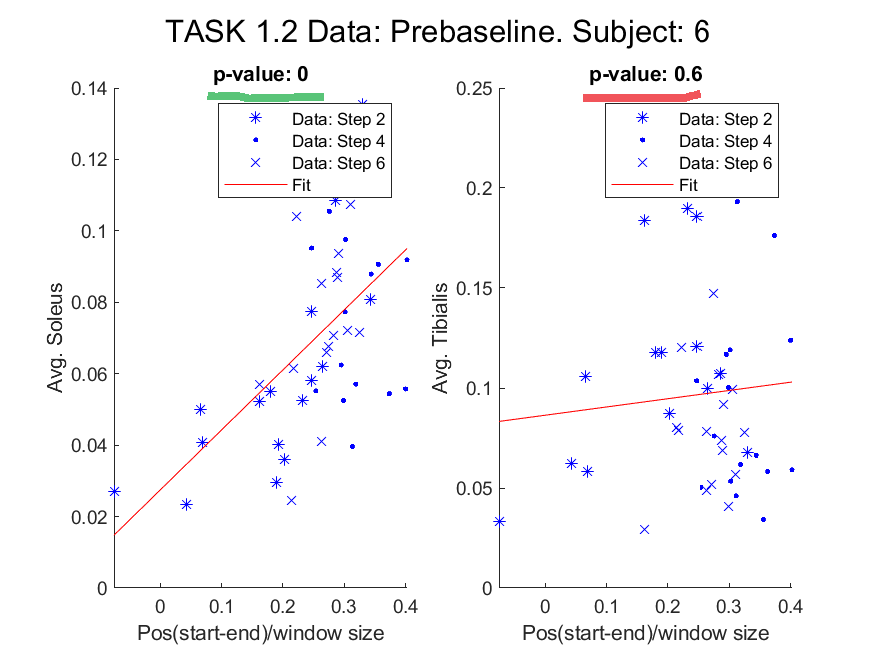 TASK 1.2 Data: Prebaseline. Subject: 6
p-value: 0
0.14
0.12
0.1
0.08
0.06
0.04
0.02
0
Avg. Soleus
Data: Step 2
Data: Step 4
Data: Step 6
Fit
0 0.1 0.2 0.3 0.4
Pos(start-end)/window size
p-value: 0.6
0.25
0.2
0.15
0.1
0.05
0
Avg. Tibialis
Data: Step 2
Data: Step 4
Data: Step 6
Fit
0 0.1 0.2 0.3 0.4
Pos(start-end)/window size